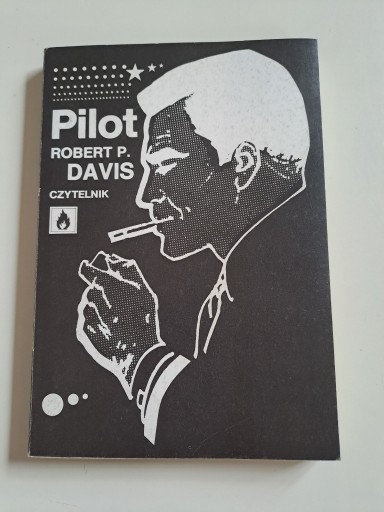 Pilot
ROBERT P.
DAVIS
CZYTELNIK